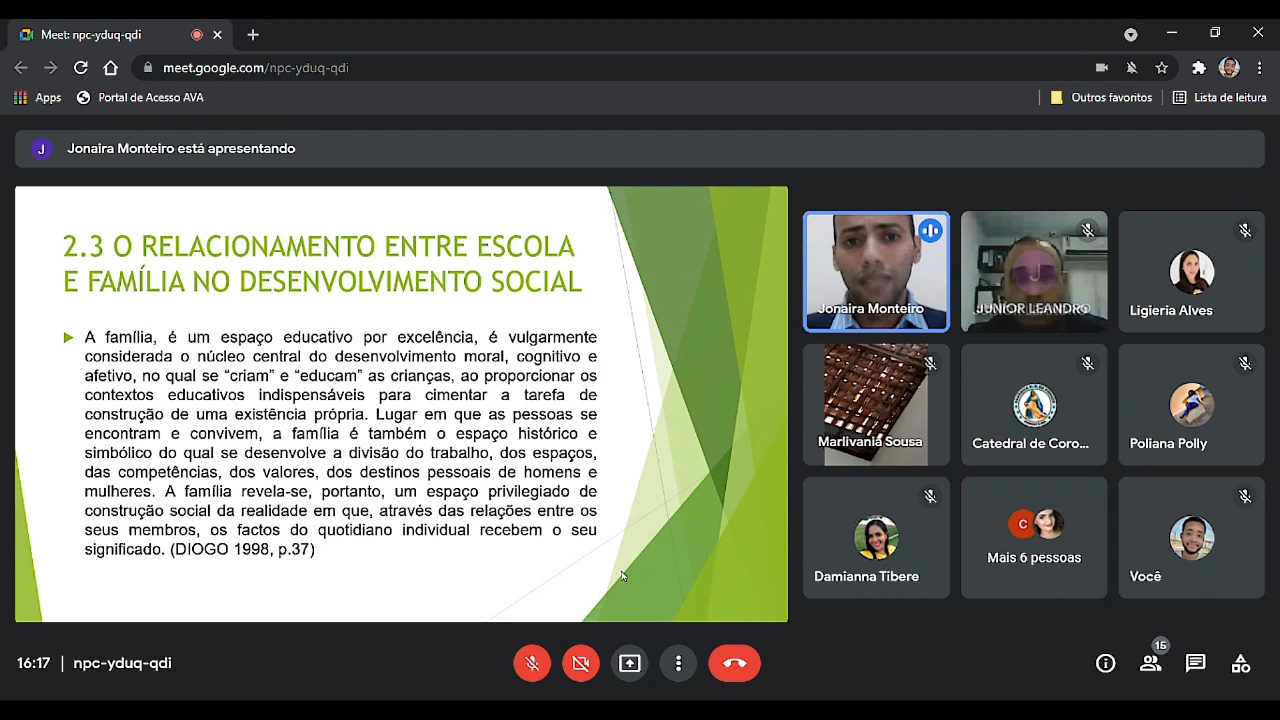 Meet: npc-yduq-qdi
meet.google.com/npc-yduq-qdi
Apps
Portal de Acesso AVA
Outros favoritos
Lista de leitura
J
Jonaira Monteiro está apresentando
2.3 O RELACIONAMENTO ENTRE ESCOLA
E FAMÍLIA NO DESENVOLVIMENTO SOCIAL
A família, é um espaço educativo por excelência, é vulgarmente
considerada o núcleo central do desenvolvimento moral, cognitivo e
afetivo, no qual se “criam” e “educam” as crianças, ao proporcionar os
contextos educativos indispensáveis para cimentar a tarefa de
construção de uma existência própria. Lugar em que as pessoas se
encontram e convivem, a família é também o espaço histórico e
simbólico do qual se desenvolve a divisão do trabalho, dos espaços,
das competências, dos valores, dos destinos pessoais de homens e
mulheres. A família revela-se, portanto, um espaço privilegiado de
construção social da realidade em que, através das relações entre os
seus membros, os factos do quotidiano individual recebem o seu
significado. (DIOGO 1998, p.37)
Jonaira Monteiro
JUNIOR LEANDRO
Ligieria Alves
Marlivania Sousa
Catedral de Coro...
Poliana Polly
Damianna Tibere
C
Mais 6 pessoas
Você
16:17 | npc-yduq-qdi
15